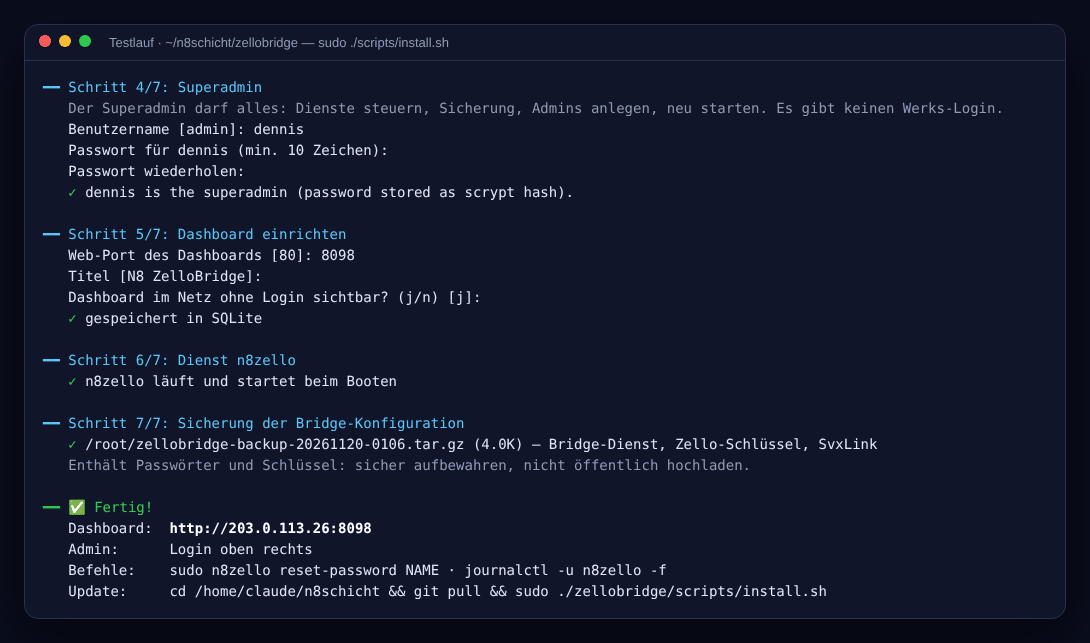 Testlauf · ~/n8schicht/zellobridge — sudo ./scripts/install.sh
━━ Schritt 4/7: Superadmin
Der Superadmin darf alles: Dienste steuern, Sicherung, Admins anlegen, neu starten. Es gibt keinen Werks-Login.
Benutzername [admin]: dennis
Passwort für dennis (min. 10 Zeichen):
Passwort wiederholen:
✓ dennis is the superadmin (password stored as scrypt hash).
━━ Schritt 5/7: Dashboard einrichten
Web-Port des Dashboards [80]: 8098
Titel [N8 ZelloBridge]:
Dashboard im Netz ohne Login sichtbar? (j/n) [j]:
✓ gespeichert in SQLite
━━ Schritt 6/7: Dienst n8zello
✓ n8zello läuft und startet beim Booten
━━ Schritt 7/7: Sicherung der Bridge-Konfiguration
✓ /root/zellobridge-backup-20261120-0106.tar.gz (4.0K) — Bridge-Dienst, Zello-Schlüssel, SvxLink
Enthält Passwörter und Schlüssel: sicher aufbewahren, nicht öffentlich hochladen.
━━ ✅ Fertig!
Dashboard: http://203.0.113.26:8098
Admin: Login oben rechts
Befehle: sudo n8zello reset-password NAME · journalctl -u n8zello -f
Update: cd /home/claude/n8schicht && git pull && sudo ./zellobridge/scripts/install.sh